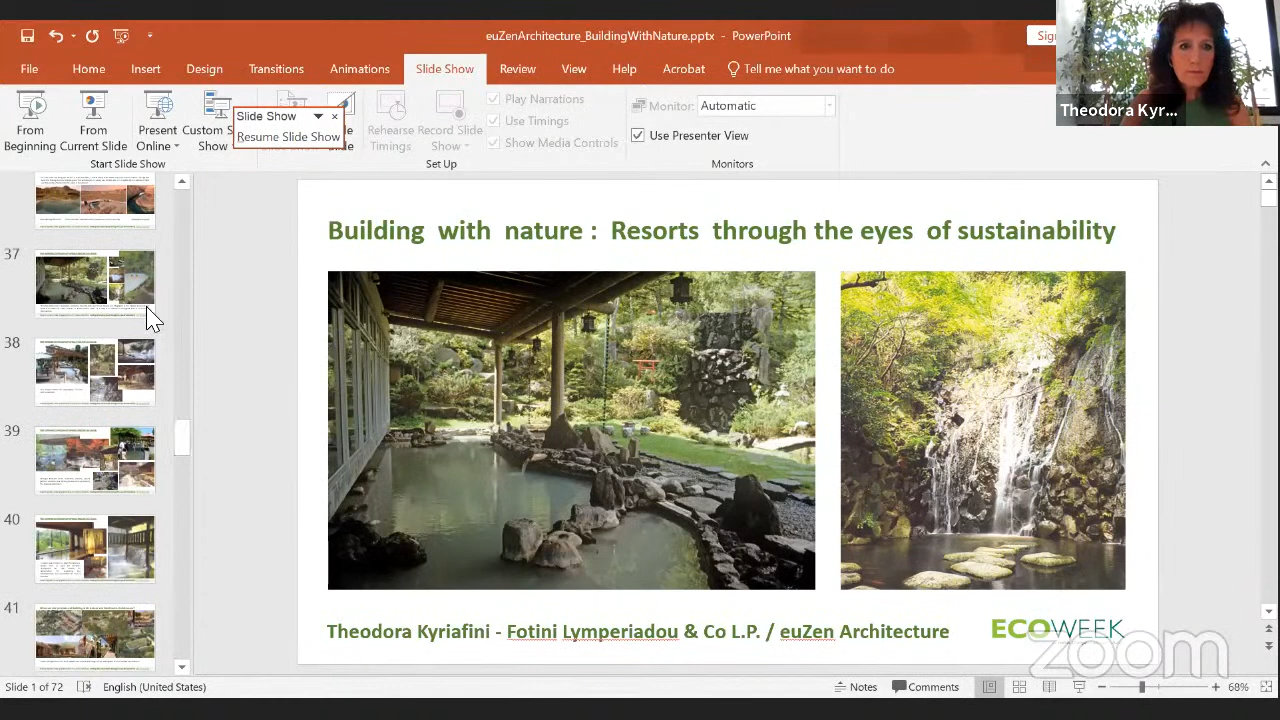 euZenArchitecture_BuildingWithNature.pptx - PowerPoint
Sign
File Home Insert Design Transitions Animations Slide Show Review View Help Acrobat Tell me what you want to do
Theodora Kyr...
From Beginning
From Current Slide
Present Online
Custom Show
Slide Show
Resume Slide Show
Rehearse Timings
Record Slide Show
Play Narrations
Use Timings
Show Media Controls
Monitor: Automatic
Use Presenter View
Start Slide Show
Set Up
Monitors
37
38
39
40
41
Building with nature : Resorts through the eyes of sustainability
Theodora Kyriafini - Fotini Lymperiadou & Co L.P. / euZen Architecture
ECOWEEK
zoom
Slide 1 of 72
English (United States)
Notes
Comments
68%